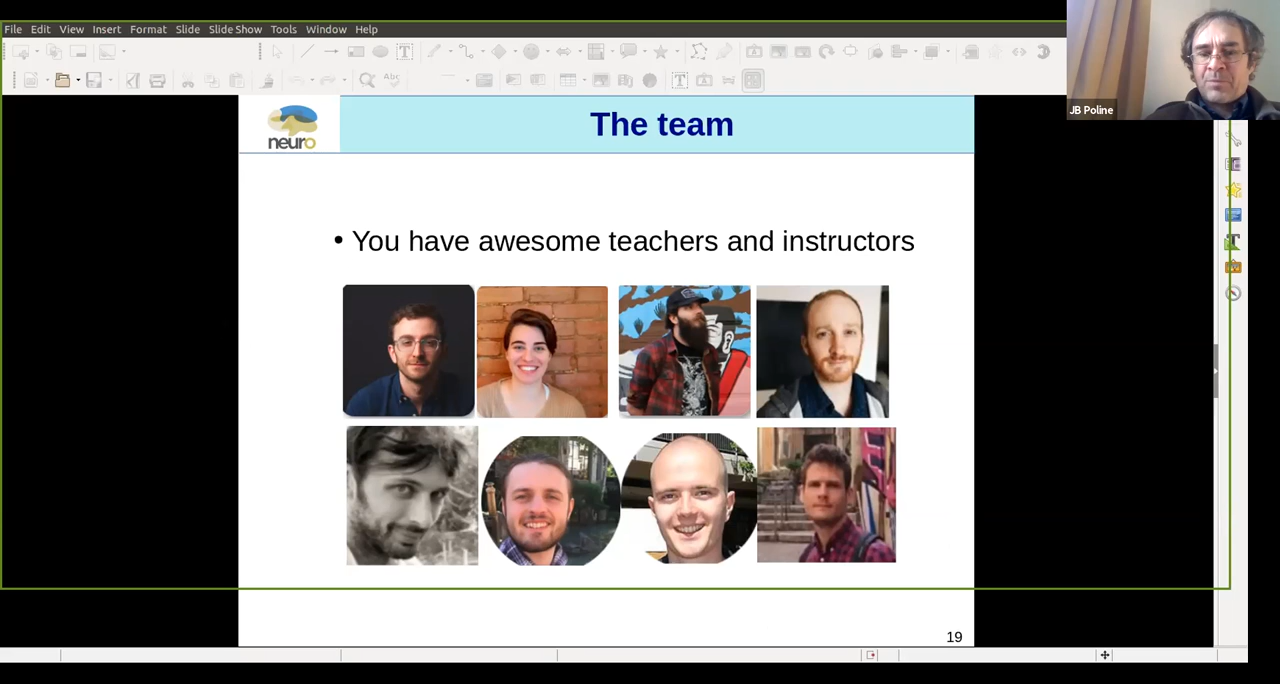 File Edit View Insert Format Slide Slide Show Tools Window Help
T
Abc
T
JB Poline
neuro
The team
• You have awesome teachers and instructors
19